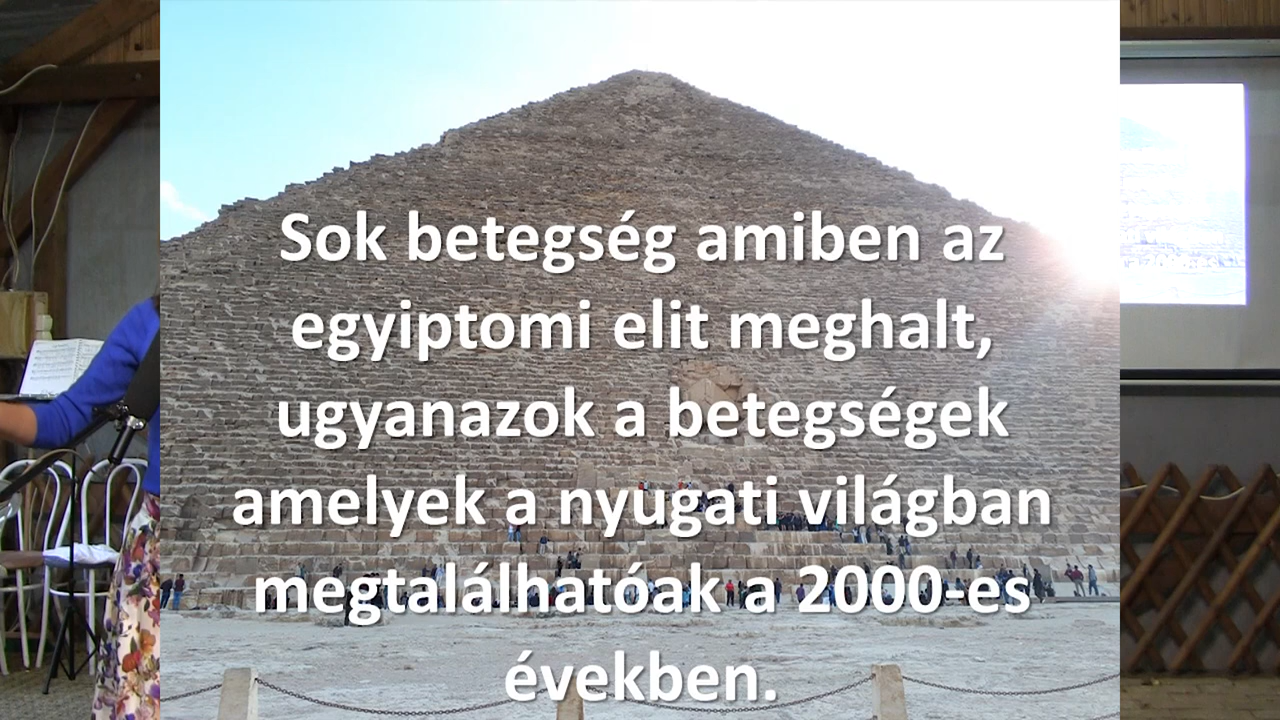 Sok betegség amiben az
egyiptomi elit meghalt,
ugyanazok a betegségek
amelyek a nyugati világban
megtalálhatóak a 2000-es
években.